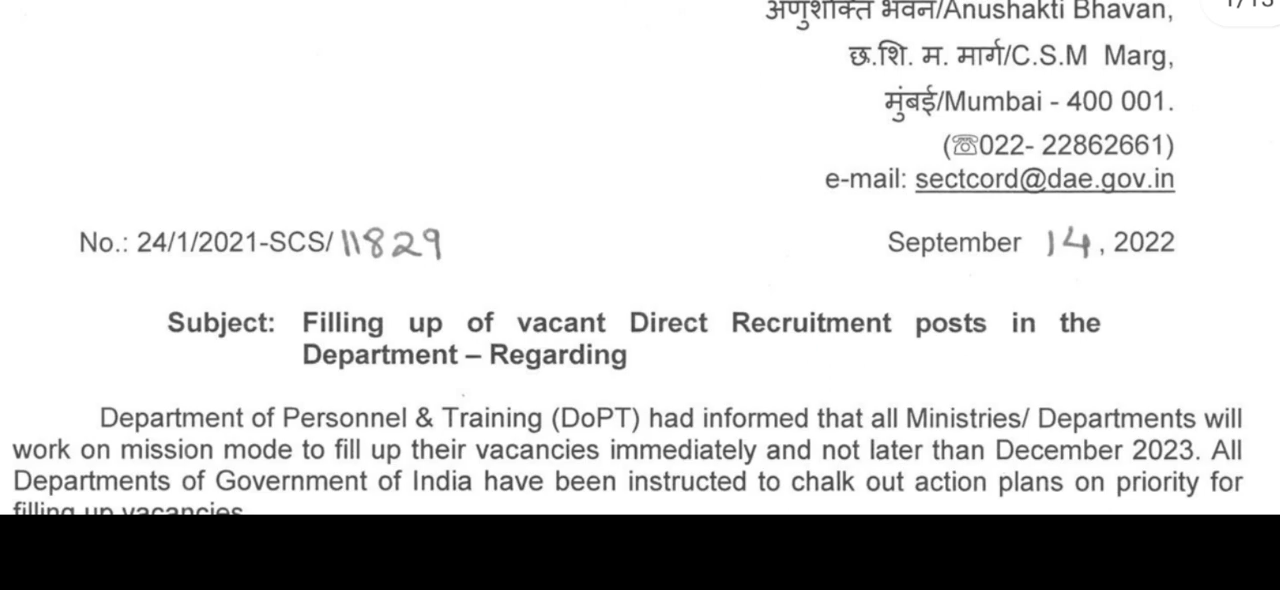 अणुशक्ति भवन/Anushakti Bhavan,
छ.शि. म. मार्ग/C.S.M Marg,
मुंबई/Mumbai - 400 001.
(☏022- 22862661)
e-mail: sectcord@dae.gov.in
No.: 24/1/2021-SCS/ 11829
September 14, 2022
Subject: Filling up of vacant Direct Recruitment posts in the
Department – Regarding
Department of Personnel & Training (DoPT) had informed that all Ministries/ Departments will
work on mission mode to fill up their vacancies immediately and not later than December 2023. All
Departments of Government of India have been instructed to chalk out action plans on priority for
filling up vacancies.